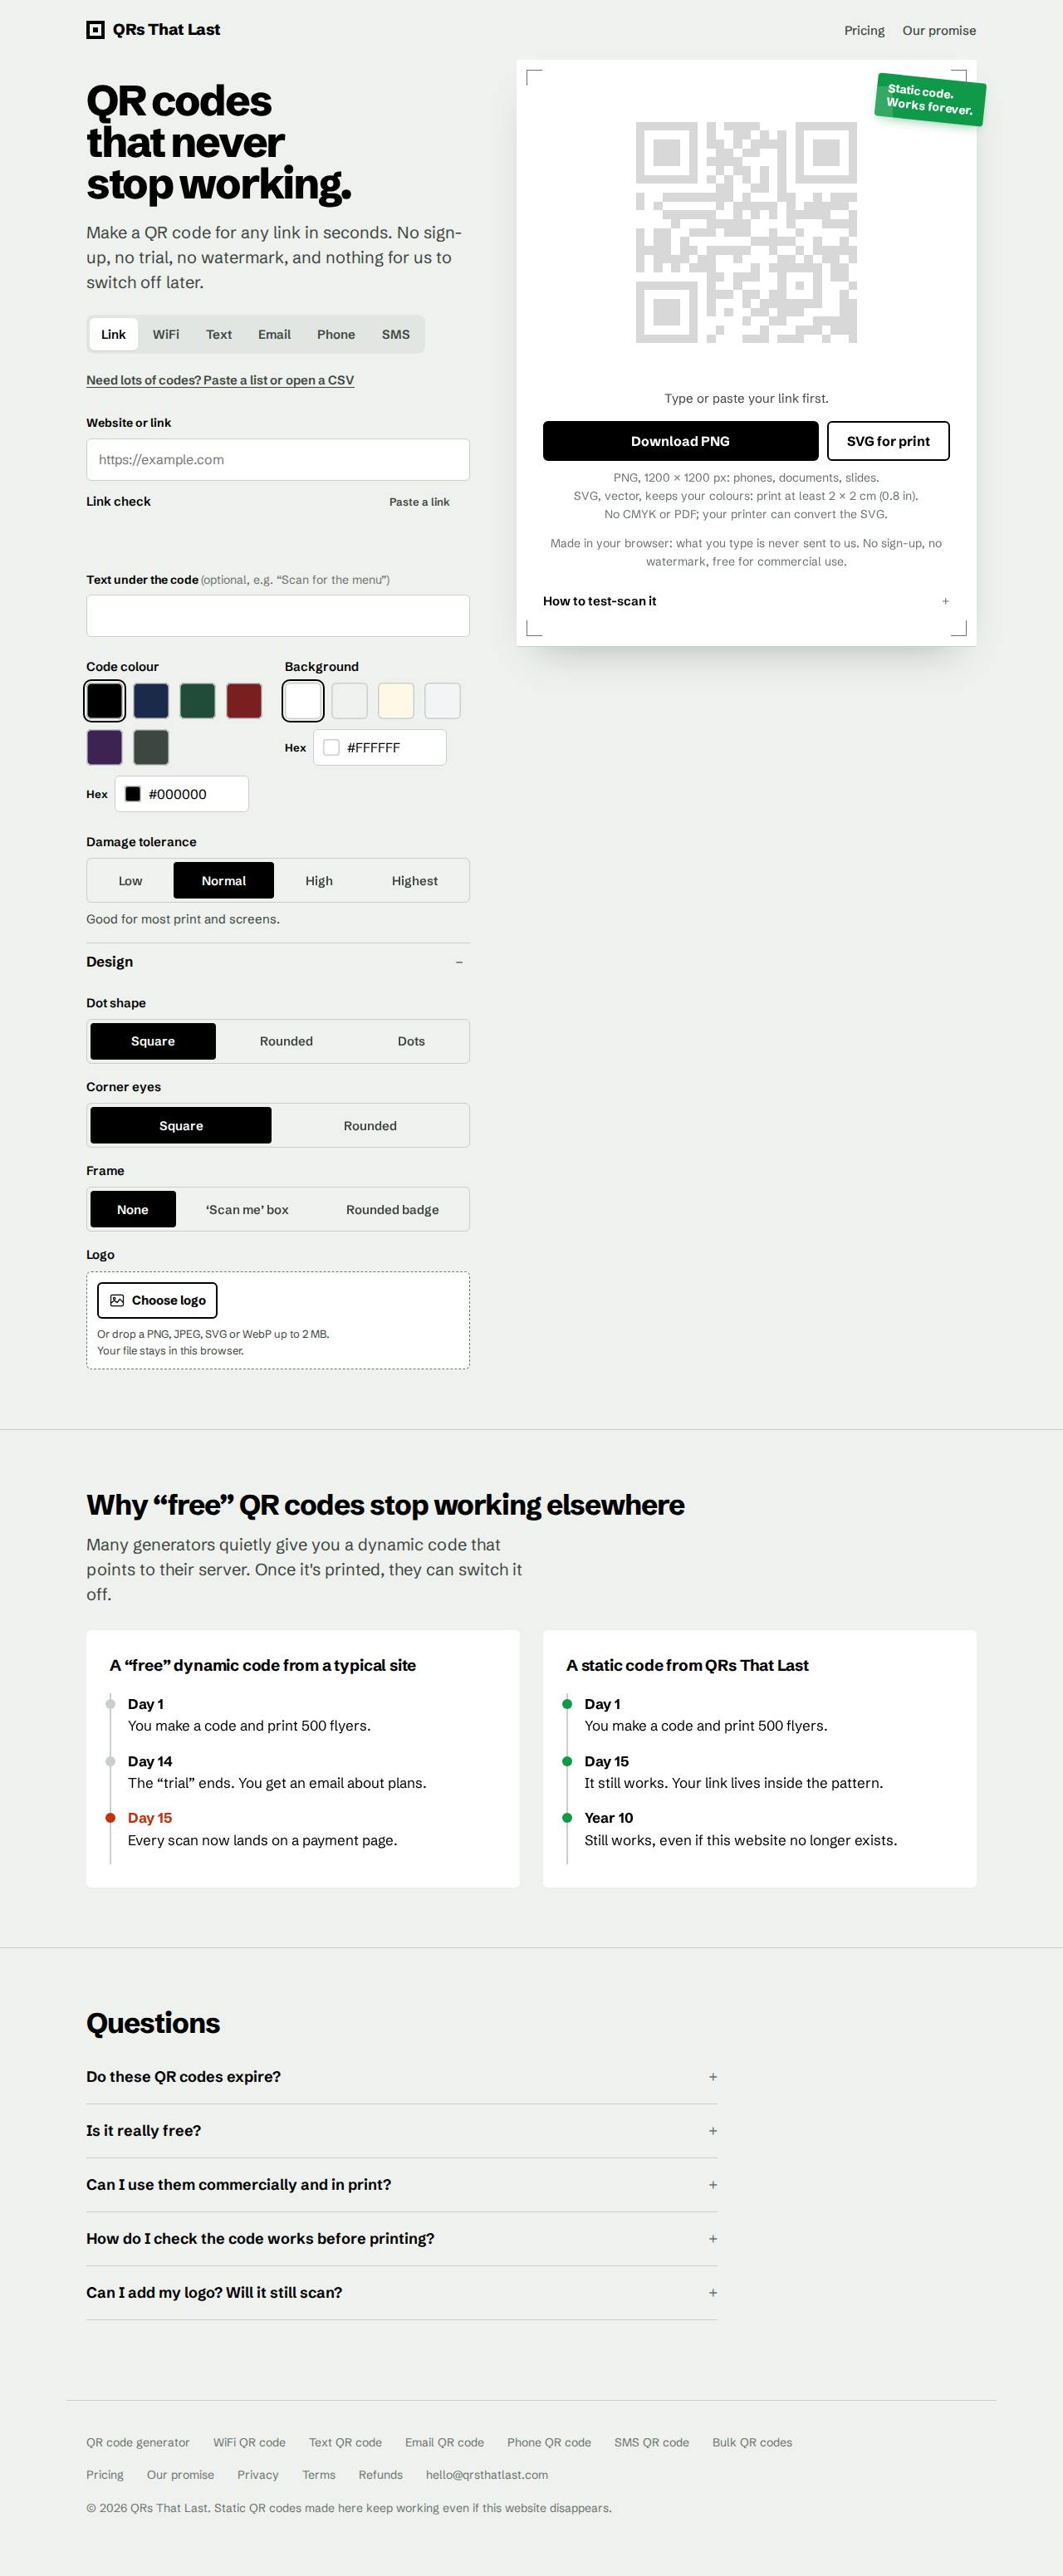 QRs That Last
Pricing
Our promise
QR codes
that never
stop working.
Make a QR code for any link in seconds. No sign-
up, no trial, no watermark, and nothing for us to
switch off later.
Link
WiFi
Text
Email
Phone
SMS
Need lots of codes? Paste a list or open a CSV
Website or link
https://example.com
Link check
Paste a link
Text under the code (optional, e.g. “Scan for the menu”)
Code colour
Hex
#000000
Background
Hex
#FFFFFF
Damage tolerance
Low
Normal
High
Highest
Good for most print and screens.
Design
−
Dot shape
Square
Rounded
Dots
Corner eyes
Square
Rounded
Frame
None
‘Scan me’ box
Rounded badge
Logo
Choose logo
Or drop a PNG, JPEG, SVG or WebP up to 2 MB.
Your file stays in this browser.
Static code.
Works forever.
Type or paste your link first.
Download PNG
SVG for print
PNG, 1200 × 1200 px: phones, documents, slides.
SVG, vector, keeps your colours: print at least 2 × 2 cm (0.8 in).
No CMYK or PDF; your printer can convert the SVG.
Made in your browser: what you type is never sent to us. No sign-up, no
watermark, free for commercial use.
How to test-scan it
+
Why “free” QR codes stop working elsewhere
Many generators quietly give you a dynamic code that
points to their server. Once it's printed, they can switch it
off.
A “free” dynamic code from a typical site
Day 1
You make a code and print 500 flyers.
Day 14
The “trial” ends. You get an email about plans.
Day 15
Every scan now lands on a payment page.
A static code from QRs That Last
Day 1
You make a code and print 500 flyers.
Day 15
It still works. Your link lives inside the pattern.
Year 10
Still works, even if this website no longer exists.
Questions
Do these QR codes expire?
+
Is it really free?
+
Can I use them commercially and in print?
+
How do I check the code works before printing?
+
Can I add my logo? Will it still scan?
+
QR code generator
WiFi QR code
Text QR code
Email QR code
Phone QR code
SMS QR code
Bulk QR codes
Pricing
Our promise
Privacy
Terms
Refunds
hello@qrsthatlast.com
© 2026 QRs That Last. Static QR codes made here keep working even if this website disappears.